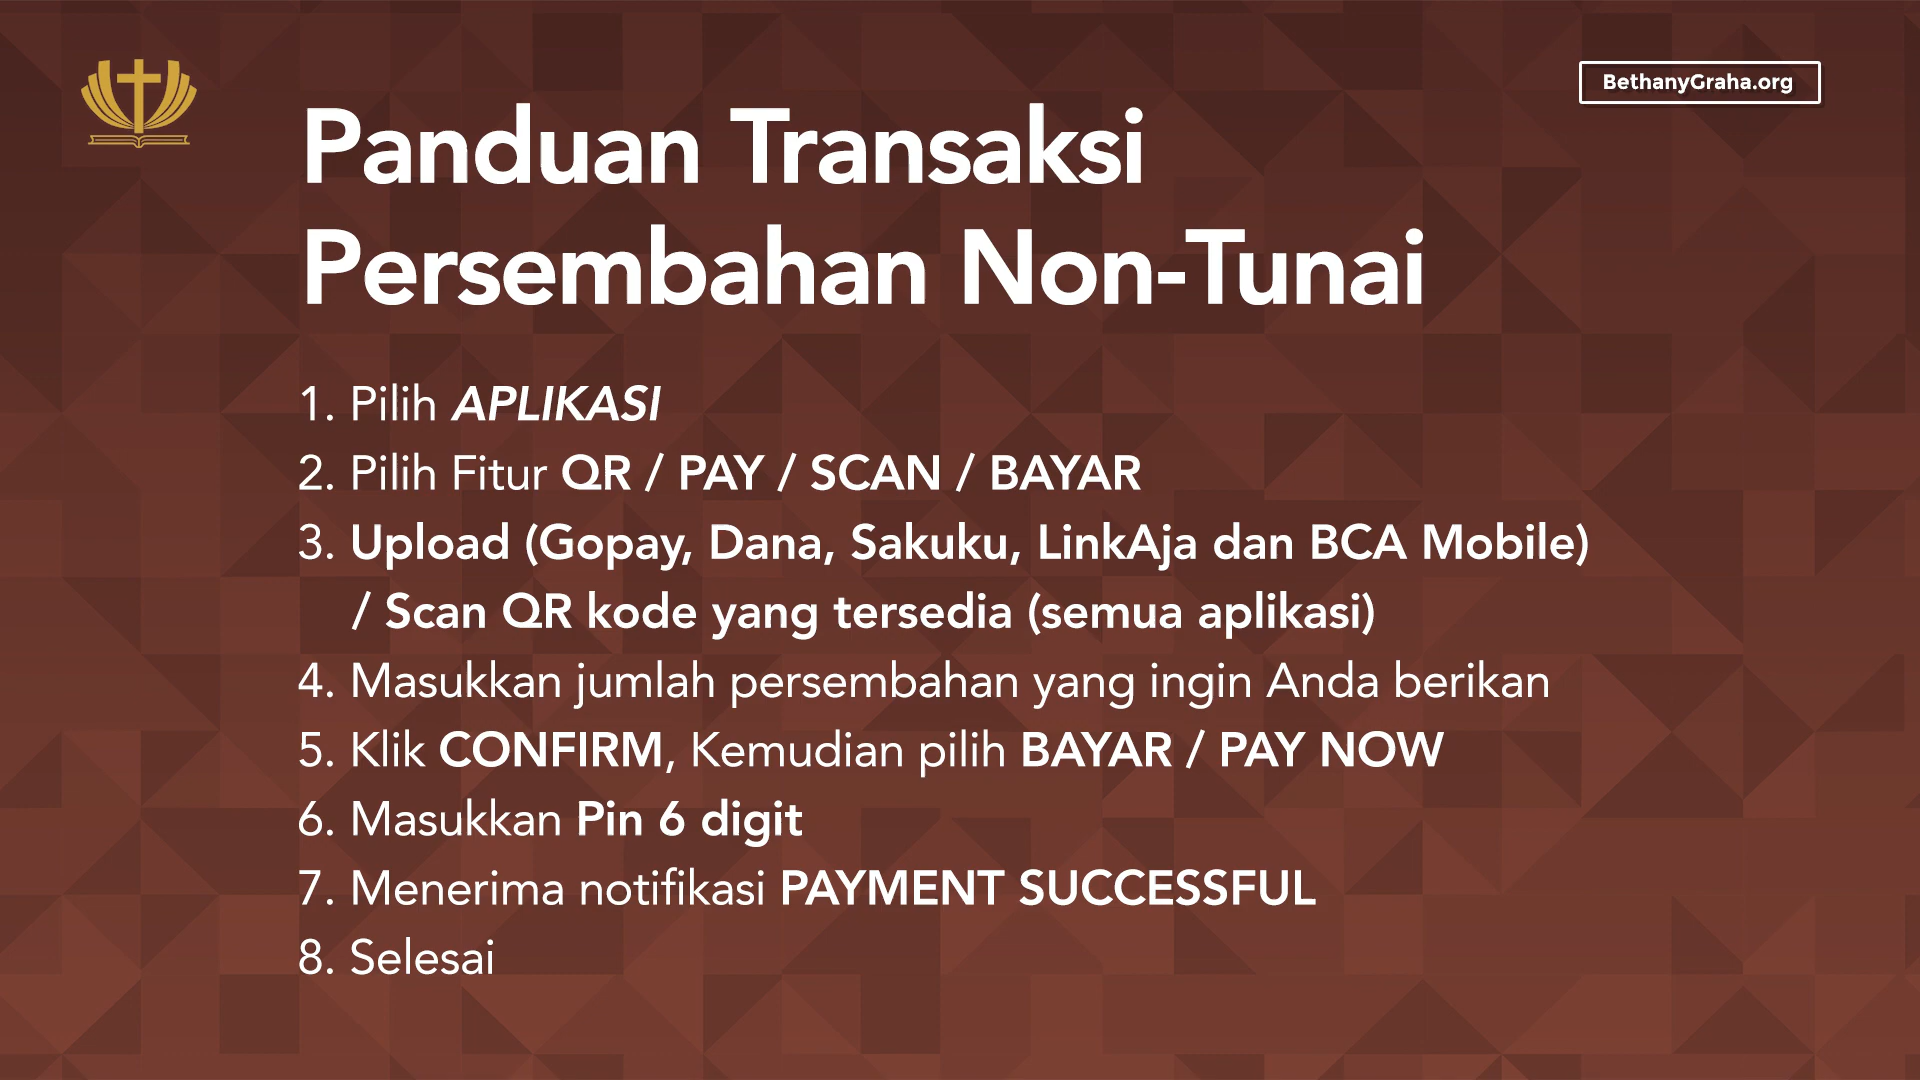 BethanyGraha.org
Panduan Transaksi
Persembahan Non-Tunai
1. Pilih APLIKASI
2. Pilih Fitur QR / PAY / SCAN / BAYAR
3. Upload (Gopay, Dana, Sakuku, LinkAja dan BCA Mobile)
/ Scan QR kode yang tersedia (semua aplikasi)
4. Masukkan jumlah persembahan yang ingin Anda berikan
5. Klik CONFIRM, Kemudian pilih BAYAR / PAY NOW
6. Masukkan Pin 6 digit
7. Menerima notifikasi PAYMENT SUCCESSFUL
8. Selesai